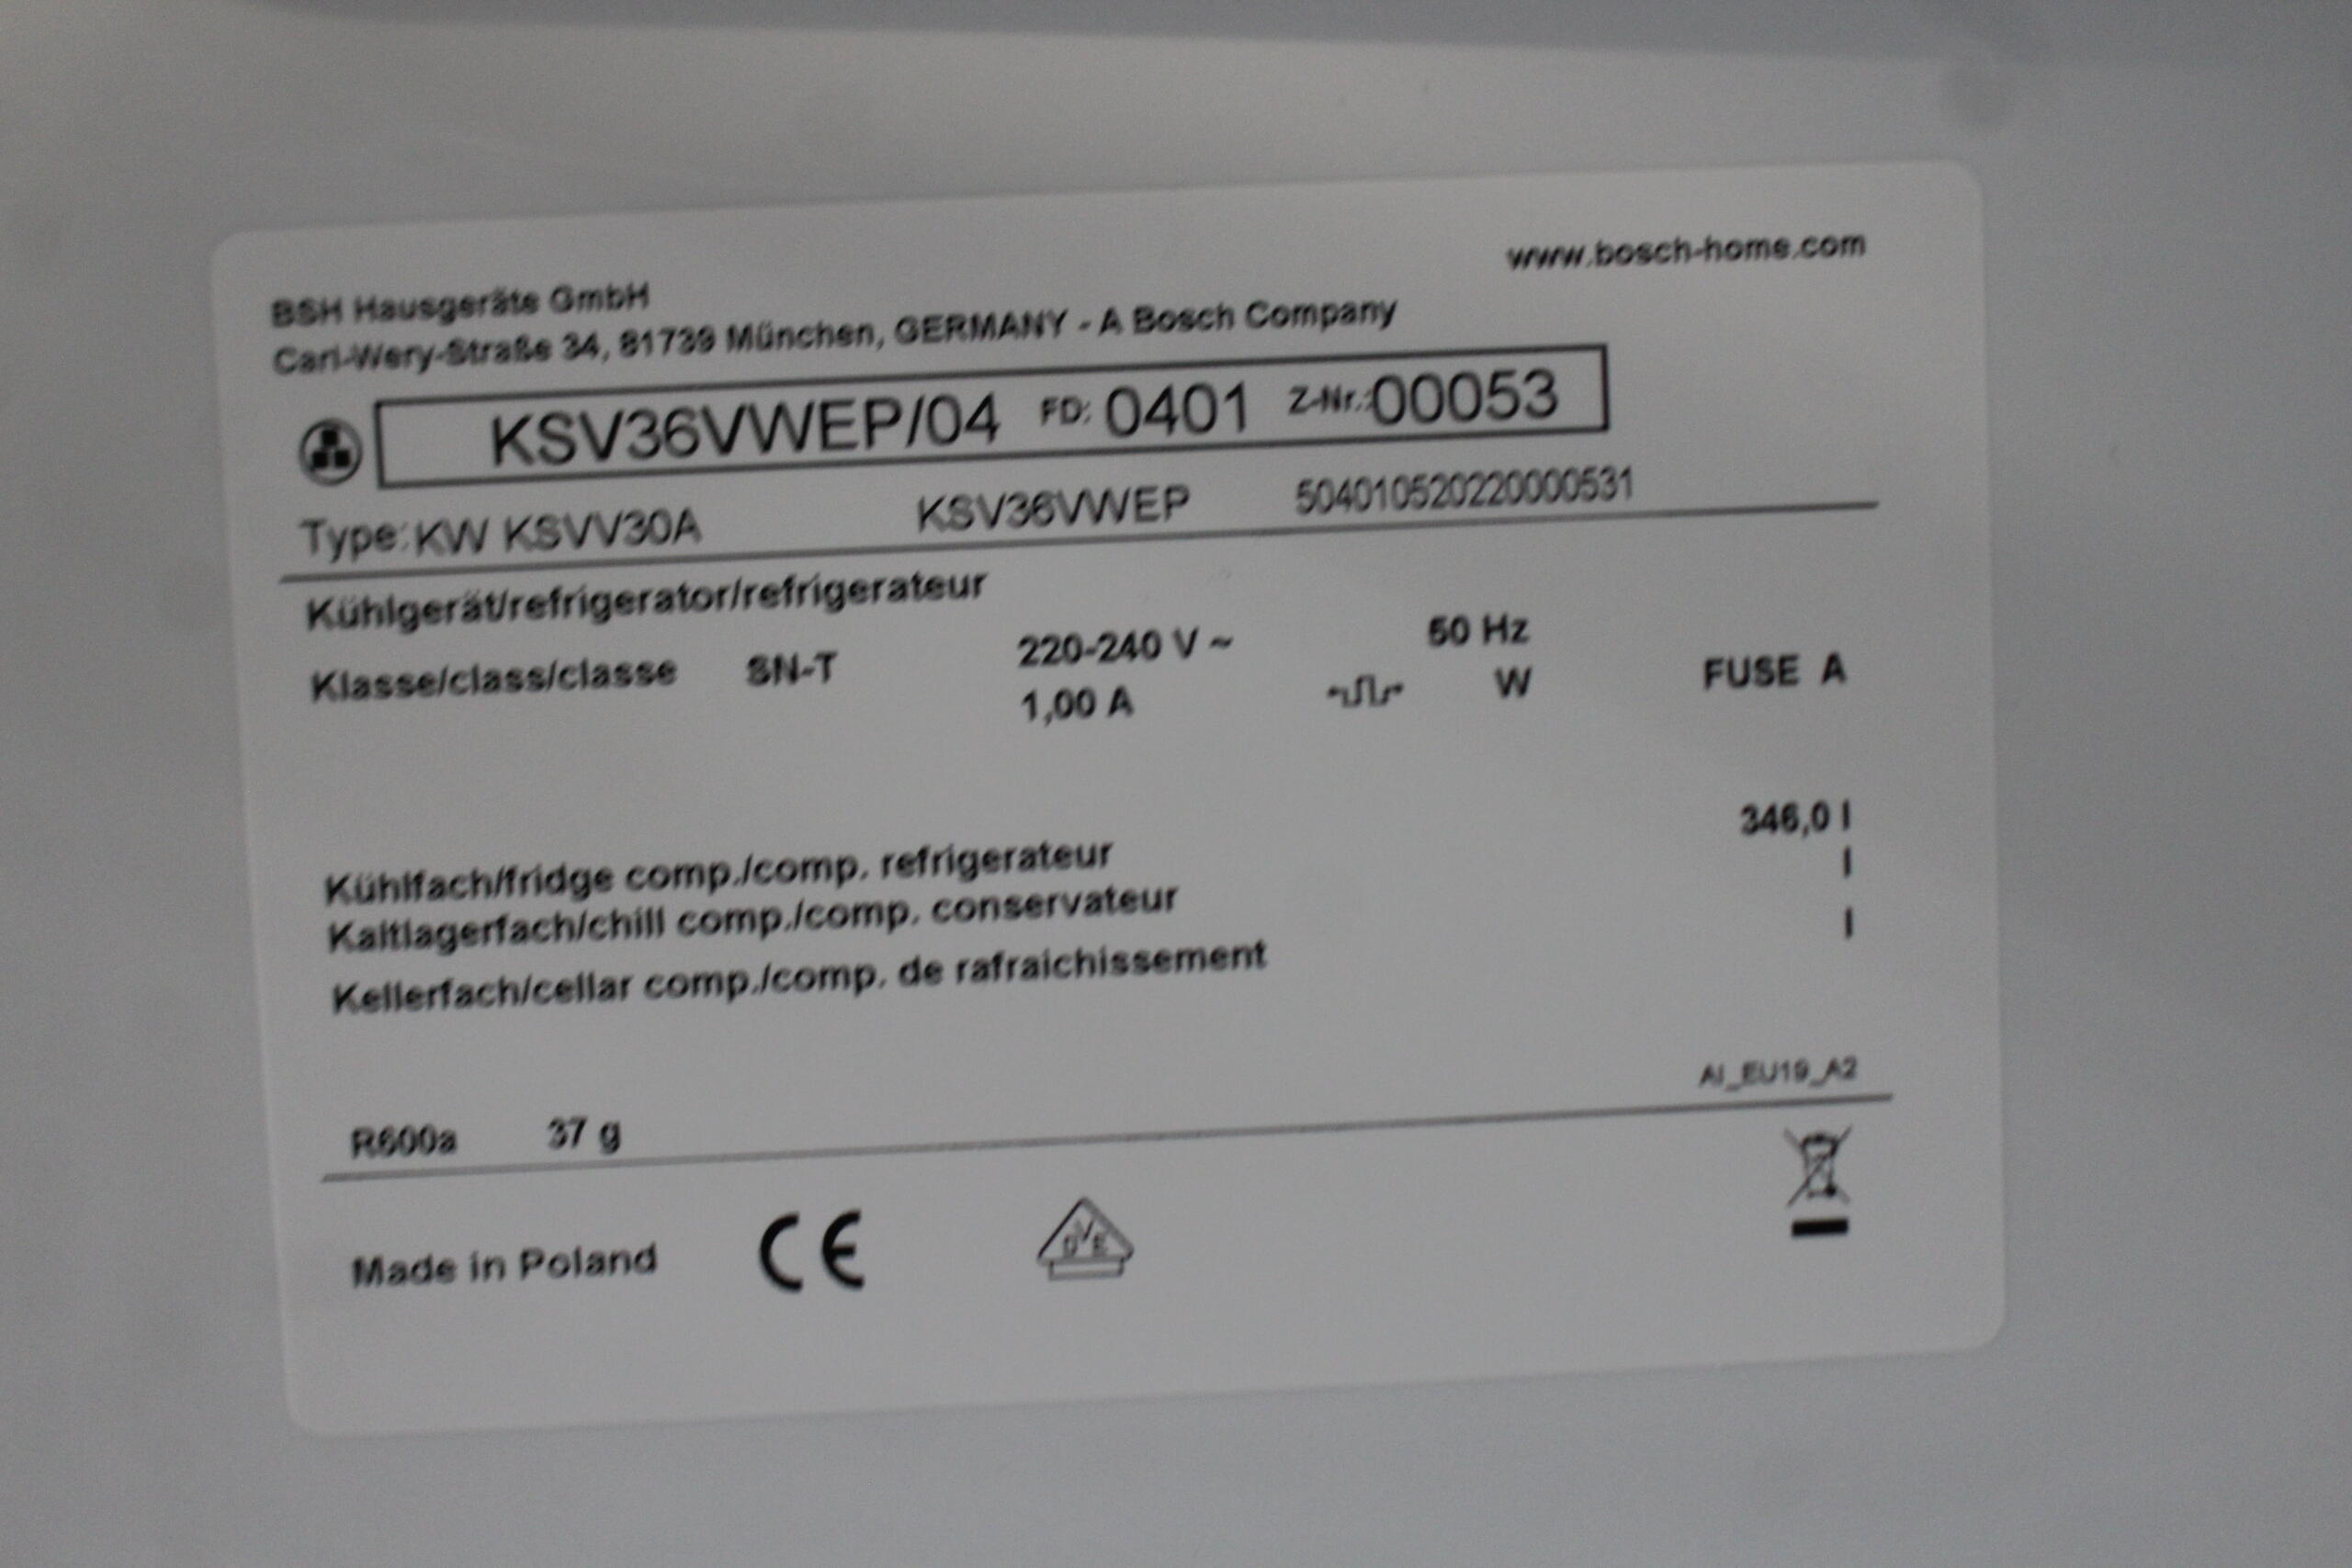 www.bosch-home.com
BSH Hausgeräte GmbH
Carl-Wery-Straße 34, 81739 München, GERMANY - A Bosch Company
KSV36VWEP/04 FD: 0401 Z-Nr.: 00053
Type: KW KSVV30A KSV36VWEP 504010520220000531
Kühlgerät/refrigerator/refrigerateur
Klasse/class/classe SN-T 220-240 V ~ 50 Hz
1,00 A W FUSE A
Kühlfach/fridge comp./comp. refrigerateur 346,0 l
Kaltlagerfach/chill comp./comp. conservateur l
Kellerfach/cellar comp./comp. de rafraichissement l
AI_EU19_A2
R600a 37 g
Made in Poland CE DVE